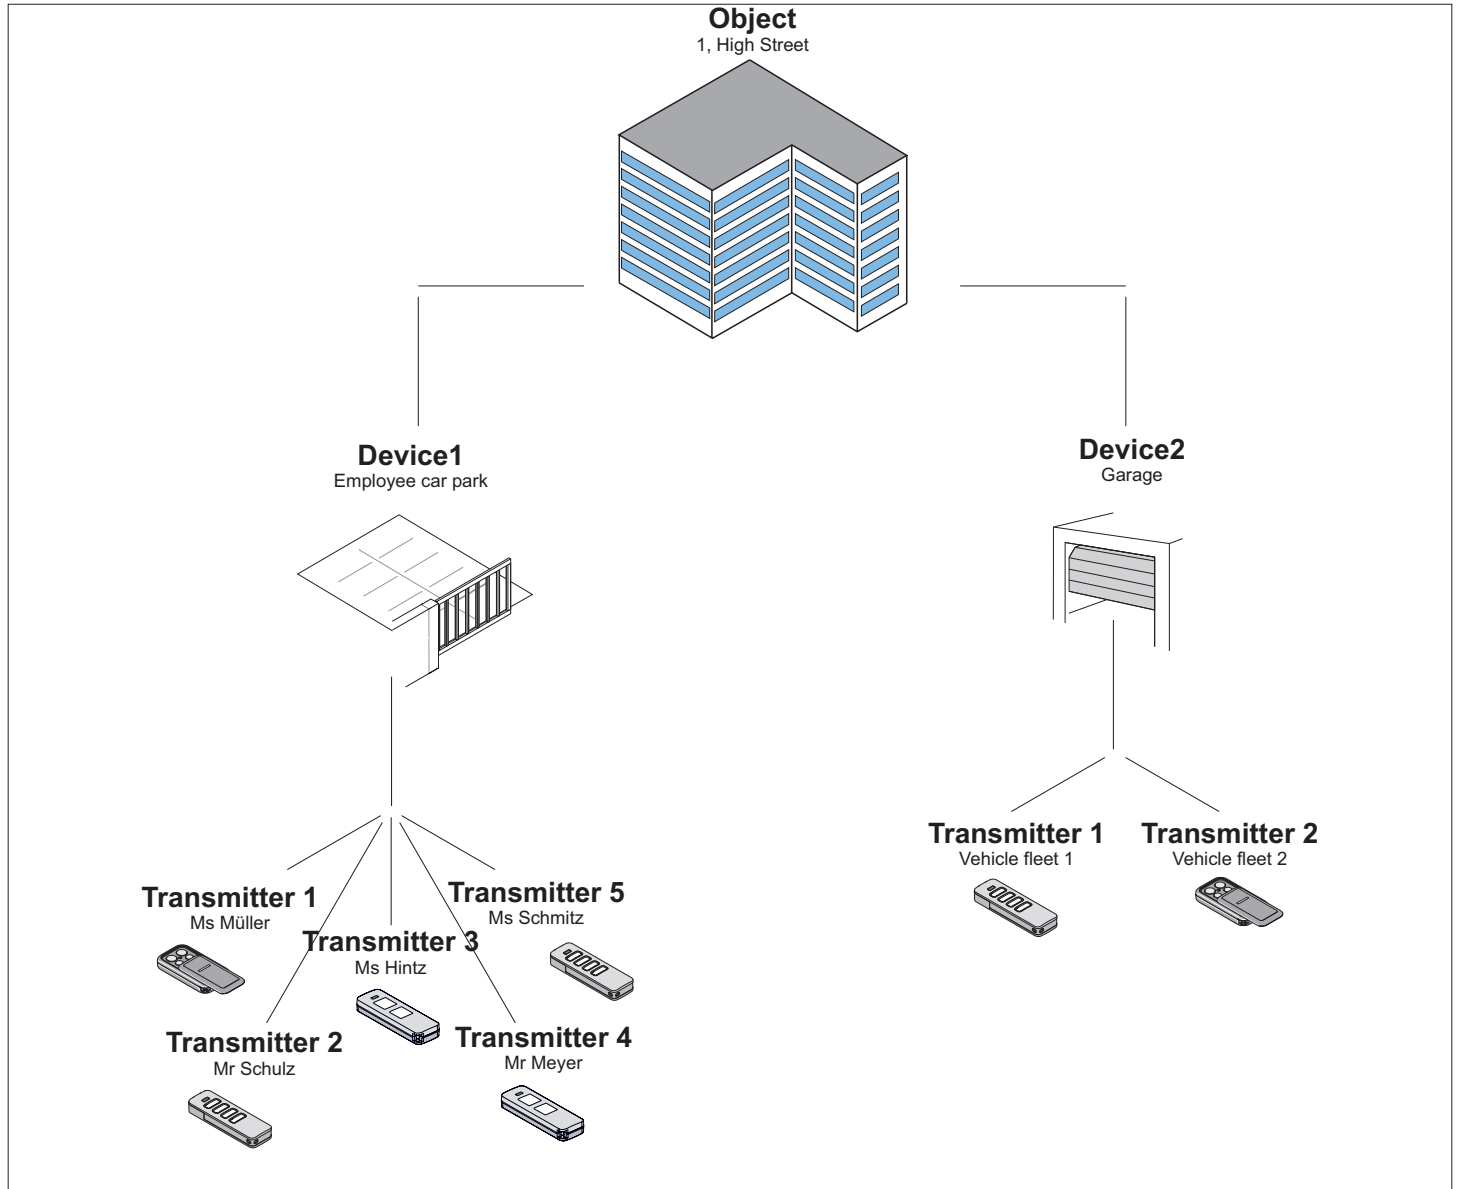 Object
1, High Street
Device1
Employee car park
Device2
Garage
Transmitter 1
Vehicle fleet 1
Transmitter 2
Vehicle fleet 2
Transmitter 1
Ms Müller
Transmitter 5
Ms Schmitz
Transmitter 3
Ms Hintz
Transmitter 2
Mr Schulz
Transmitter 4
Mr Meyer